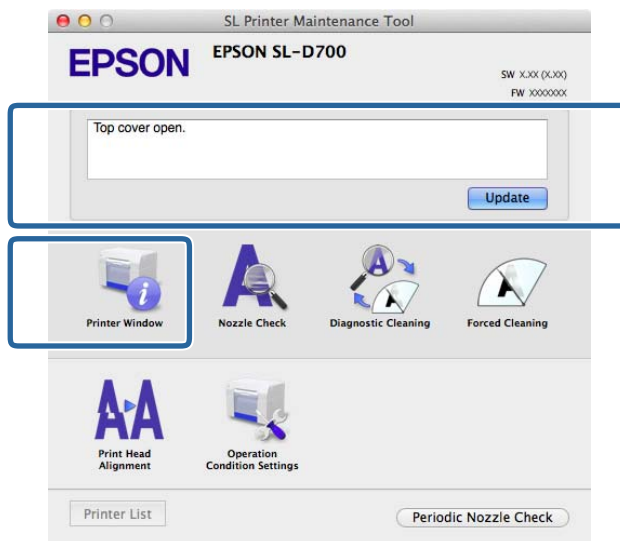 SL Printer Maintenance Tool
EPSON
EPSON SL-D700
SW X.XX (X.XX)
FW XXXXXXX
Top cover open.
Update
Printer Window
Nozzle Check
Diagnostic Cleaning
Forced Cleaning
Print Head
Alignment
Operation
Condition Settings
Printer List
Periodic Nozzle Check